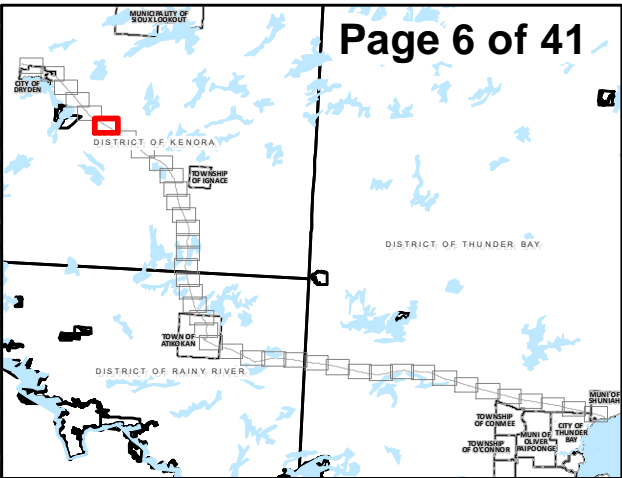 MUNICIPALITY OF
SIOUX LOOKOUT
Page 6 of 41
CITY OF
DRYDEN
DISTRICT OF KENORA
TOWNSHIP
OF IGNACE
DISTRICT OF THUNDER BAY
TOWN OF
ATIKOKAN
DISTRICT OF RAINY RIVER
MUNI OF
SHUNIAH
TOWNSHIP
OF CONMEE
CITY OF
THUNDER
BAY
MUNI OF
OLIVER
PAIPOONGE
TOWNSHIP
OF O'CONNOR